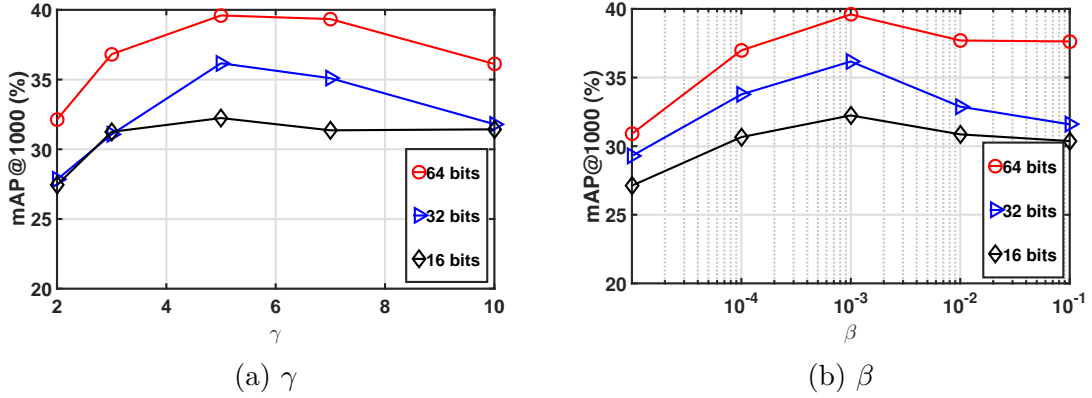 mAP@1000 (%)
40
35
30
25
20
2
4
6
8
10
γ
64 bits
32 bits
16 bits
(a) γ
mAP@1000 (%)
40
35
30
25
20
10⁻⁴
10⁻³
10⁻²
10⁻¹
β
64 bits
32 bits
16 bits
(b) β